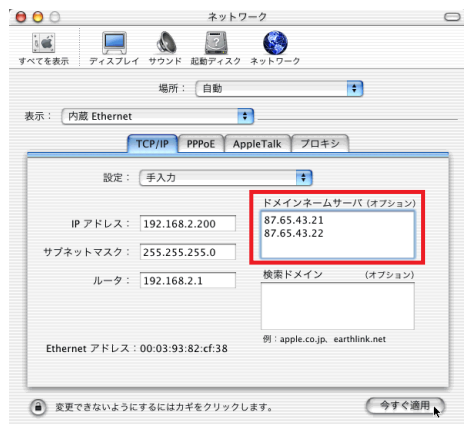 ネットワーク
すべてを表示 ディスプレイ サウンド 起動ディスク ネットワーク
場所： 自動
表示： 内蔵 Ethernet
TCP/IP PPPoE AppleTalk プロキシ
設定： 手入力
ドメインネームサーバ (オプション)
IP アドレス： 192.168.2.200
87.65.43.21
87.65.43.22
サブネットマスク： 255.255.255.0
ルータ： 192.168.2.1
検索ドメイン (オプション)
例：apple.co.jp, earthlink.net
Ethernet アドレス：00:03:93:82:cf:38
変更できないようにするにはカギをクリックします。
今すぐ適用